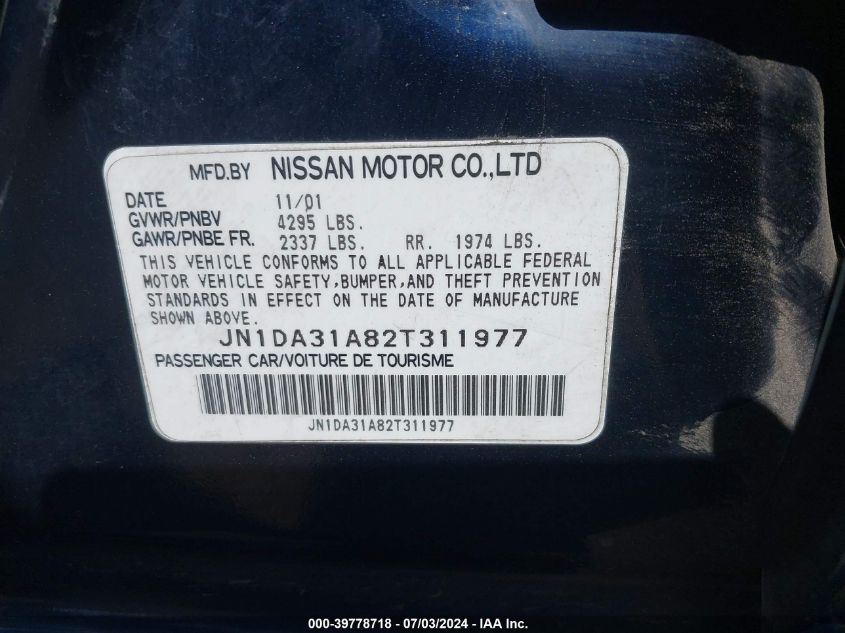 MFD.BY NISSAN MOTOR CO.,LTD
DATE 11/01
GVWR/PNBV 4295 LBS.
GAWR/PNBE FR. 2337 LBS. RR. 1974 LBS.
THIS VEHICLE CONFORMS TO ALL APPLICABLE FEDERAL
MOTOR VEHICLE SAFETY,BUMPER,AND THEFT PREVENTION
STANDARDS IN EFFECT ON THE DATE OF MANUFACTURE
SHOWN ABOVE.
JN1DA31A82T311977
PASSENGER CAR/VOITURE DE TOURISME
JN1DA31A82T311977
000-39778718 / 07/03/2024 - IAA Inc.